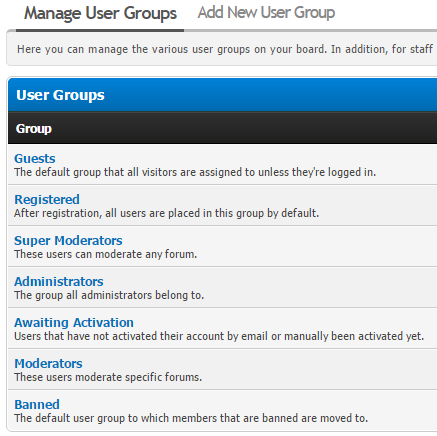 Manage User Groups Add New User Group
Here you can manage the various user groups on your board. In addition, for staff
User Groups
Group
Guests
The default group that all visitors are assigned to unless they're logged in.
Registered
After registration, all users are placed in this group by default.
Super Moderators
These users can moderate any forum.
Administrators
The group all administrators belong to.
Awaiting Activation
Users that have not activated their account by email or manually been activated yet.
Moderators
These users moderate specific forums.
Banned
The default user group to which members that are banned are moved to.